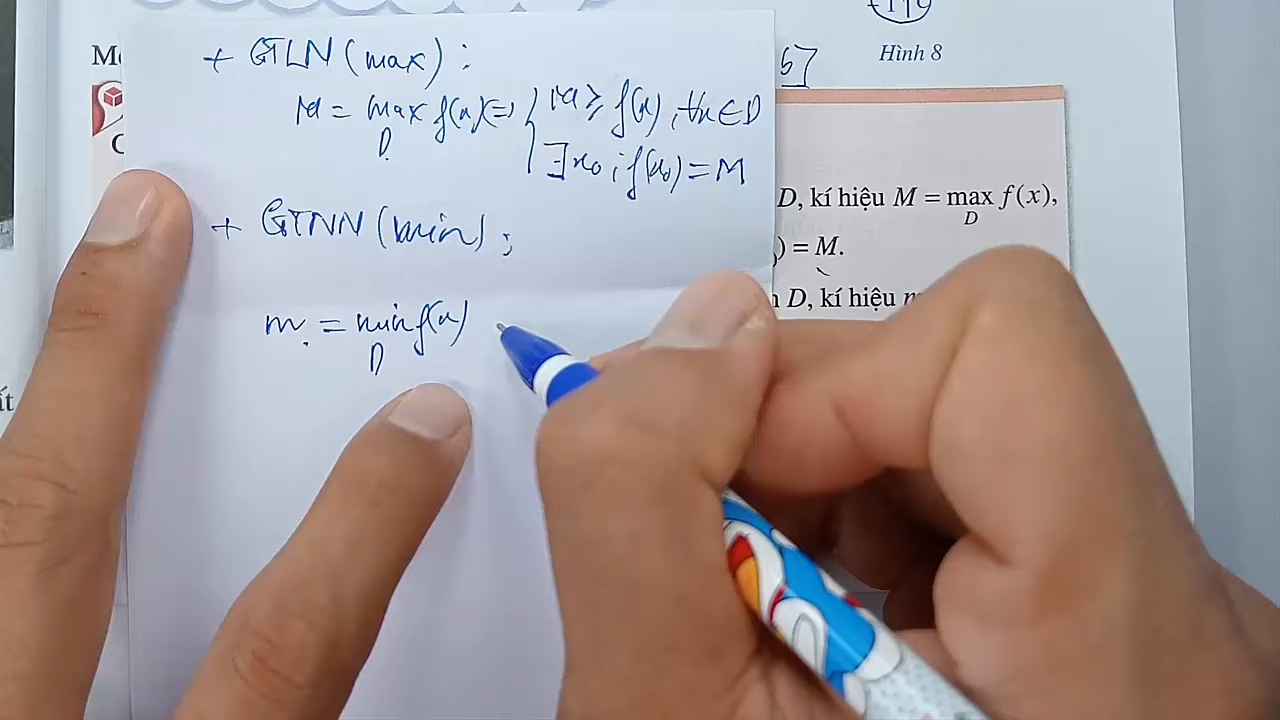 + GTLN (max) :
M = max f(x) ⇔ { M ≥ f(x), ∀x ∈ D
D
∃ x₀ ; f(x₀) = M
+ GTNN (min) :
m = min f(x)
D
Hình 8
D, kí hiệu M = max f(x),
D
) = M.
D, kí hiệu m